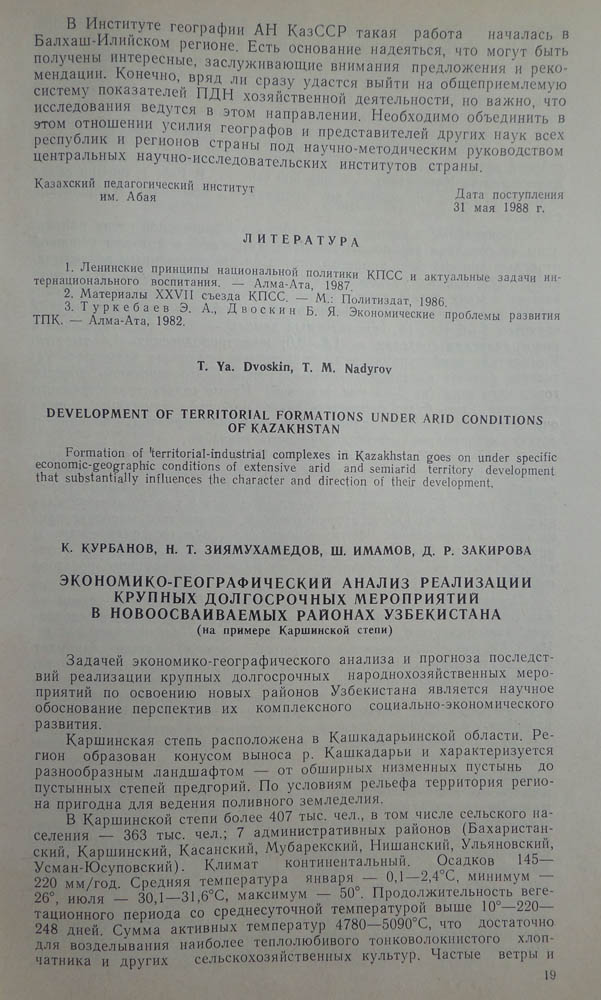 В Институте географии АН КазССР такая работа началась в
Балхаш-Илийском регионе. Есть основание надеяться, что могут быть
получены интересные, заслуживающие внимания предложения и реко-
мендации. Конечно, вряд ли сразу удастся выйти на общеприемлемую
систему показателей ПДН хозяйственной деятельности, но важно, что
исследования ведутся в этом направлении. Необходимо объединить в
этом отношении усилия географов и представителей других наук всех
республик и регионов страны под научно-методическим руководством
центральных научно-исследовательских институтов страны.
Казахский педагогический институт
им. Абая
Дата поступления
31 мая 1988 г.
ЛИТЕРАТУРА
1. Ленинские принципы национальной политики КПСС и актуальные задачи ин-
тернационального воспитания. — Алма-Ата, 1987.
2. Материалы XXVII съезда КПСС. — М.: Политиздат, 1986.
3. Туркебаев Э. А., Двоскин Б. Я. Экономические проблемы развития
ТПК. — Алма-Ата, 1982.
T. Ya. Dvoskin, T. M. Nadyrov
DEVELOPMENT OF TERRITORIAL FORMATIONS UNDER ARID CONDITIONS
OF KAZAKHSTAN
Formation of territorial-industrial complexes in Kazakhstan goes on under specific
economic-geographic conditions of extensive arid and semiarid territory development
that substantially influences the character and direction of their development.
К. КУРБАНОВ, Н. Т. ЗИЯМУХАМЕДОВ, Ш. ИМАМОВ, Д. Р. ЗАКИРОВА
ЭКОНОМИКО-ГЕОГРАФИЧЕСКИЙ АНАЛИЗ РЕАЛИЗАЦИИ
КРУПНЫХ ДОЛГОСРОЧНЫХ МЕРОПРИЯТИЙ
В НОВООСВАИВАЕМЫХ РАЙОНАХ УЗБЕКИСТАНА
(на примере Каршинской степи)
Задачей экономико-географического анализа и прогноза последст-
вий реализации крупных долгосрочных народнохозяйственных меро-
приятий по освоению новых районов Узбекистана является научное
обоснование перспектив их комплексного социально-экономического
развития.
Каршинская степь расположена в Кашкадарьинской области. Ре-
гион образован конусом выноса р. Кашкадарьи и характеризуется
разнообразным ландшафтом — от обширных низменных пустынь до
пустынных степей предгорий. По условиям рельефа территория регио-
на пригодна для ведения поливного земледелия.
В Каршинской степи более 407 тыс. чел., в том числе сельского на-
селения — 363 тыс. чел.; 7 административных районов (Бахаристан-
ский, Каршинский, Касанский, Мубарекский, Нишанский, Ульяновский,
Усман-Юсуповский). Климат континентальный. Осадков 145—
220 мм/год. Средняя температура января — 0,1—2,4°С, минимум —
26°, июля — 30,1—31,6°С, максимум — 50°. Продолжительность веге-
тационного периода со среднесуточной температурой выше 10°—220—
248 дней. Сумма активных температур 4780—5090°С, что достаточно
для возделывания наиболее теплолюбивого тонковолокнистого хлоп-
чатника и других сельскохозяйственных культур. Частые ветры и
19